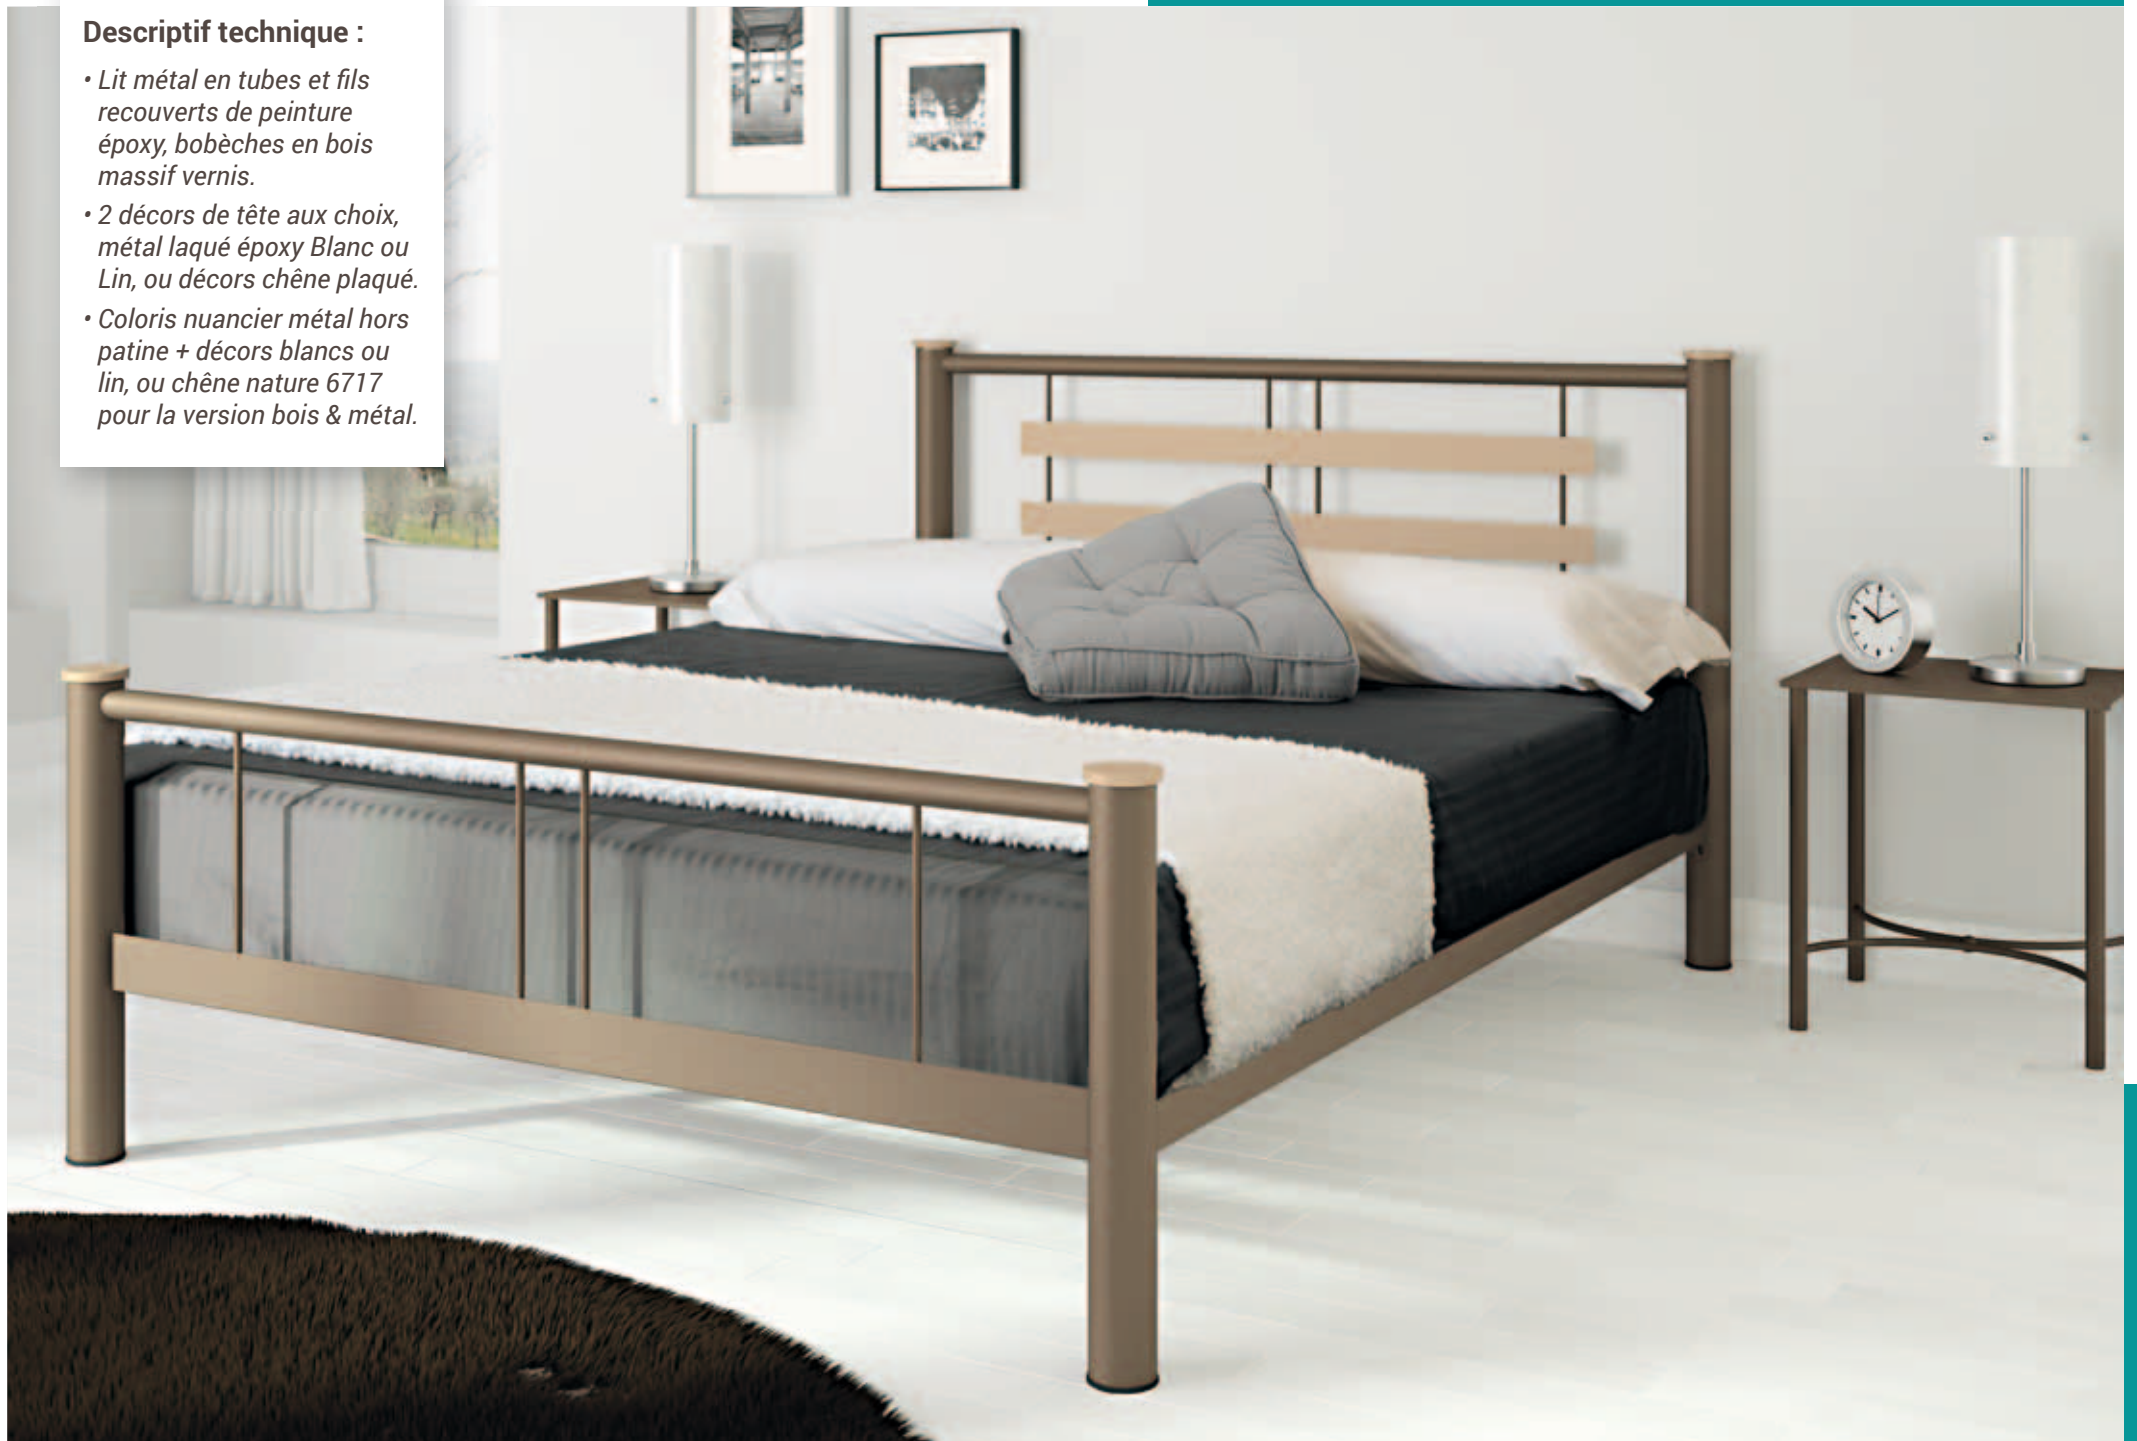 Descriptif technique :
• Lit métal en tubes et fils
recouverts de peinture
époxy, bobèches en bois
massif vernis.
• 2 décors de tête aux choix,
métal laqué époxy Blanc ou
Lin, ou décors chêne plaqué.
• Coloris nuancier métal hors
patine + décors blancs ou
lin, ou chêne nature 6717
pour la version bois & métal.